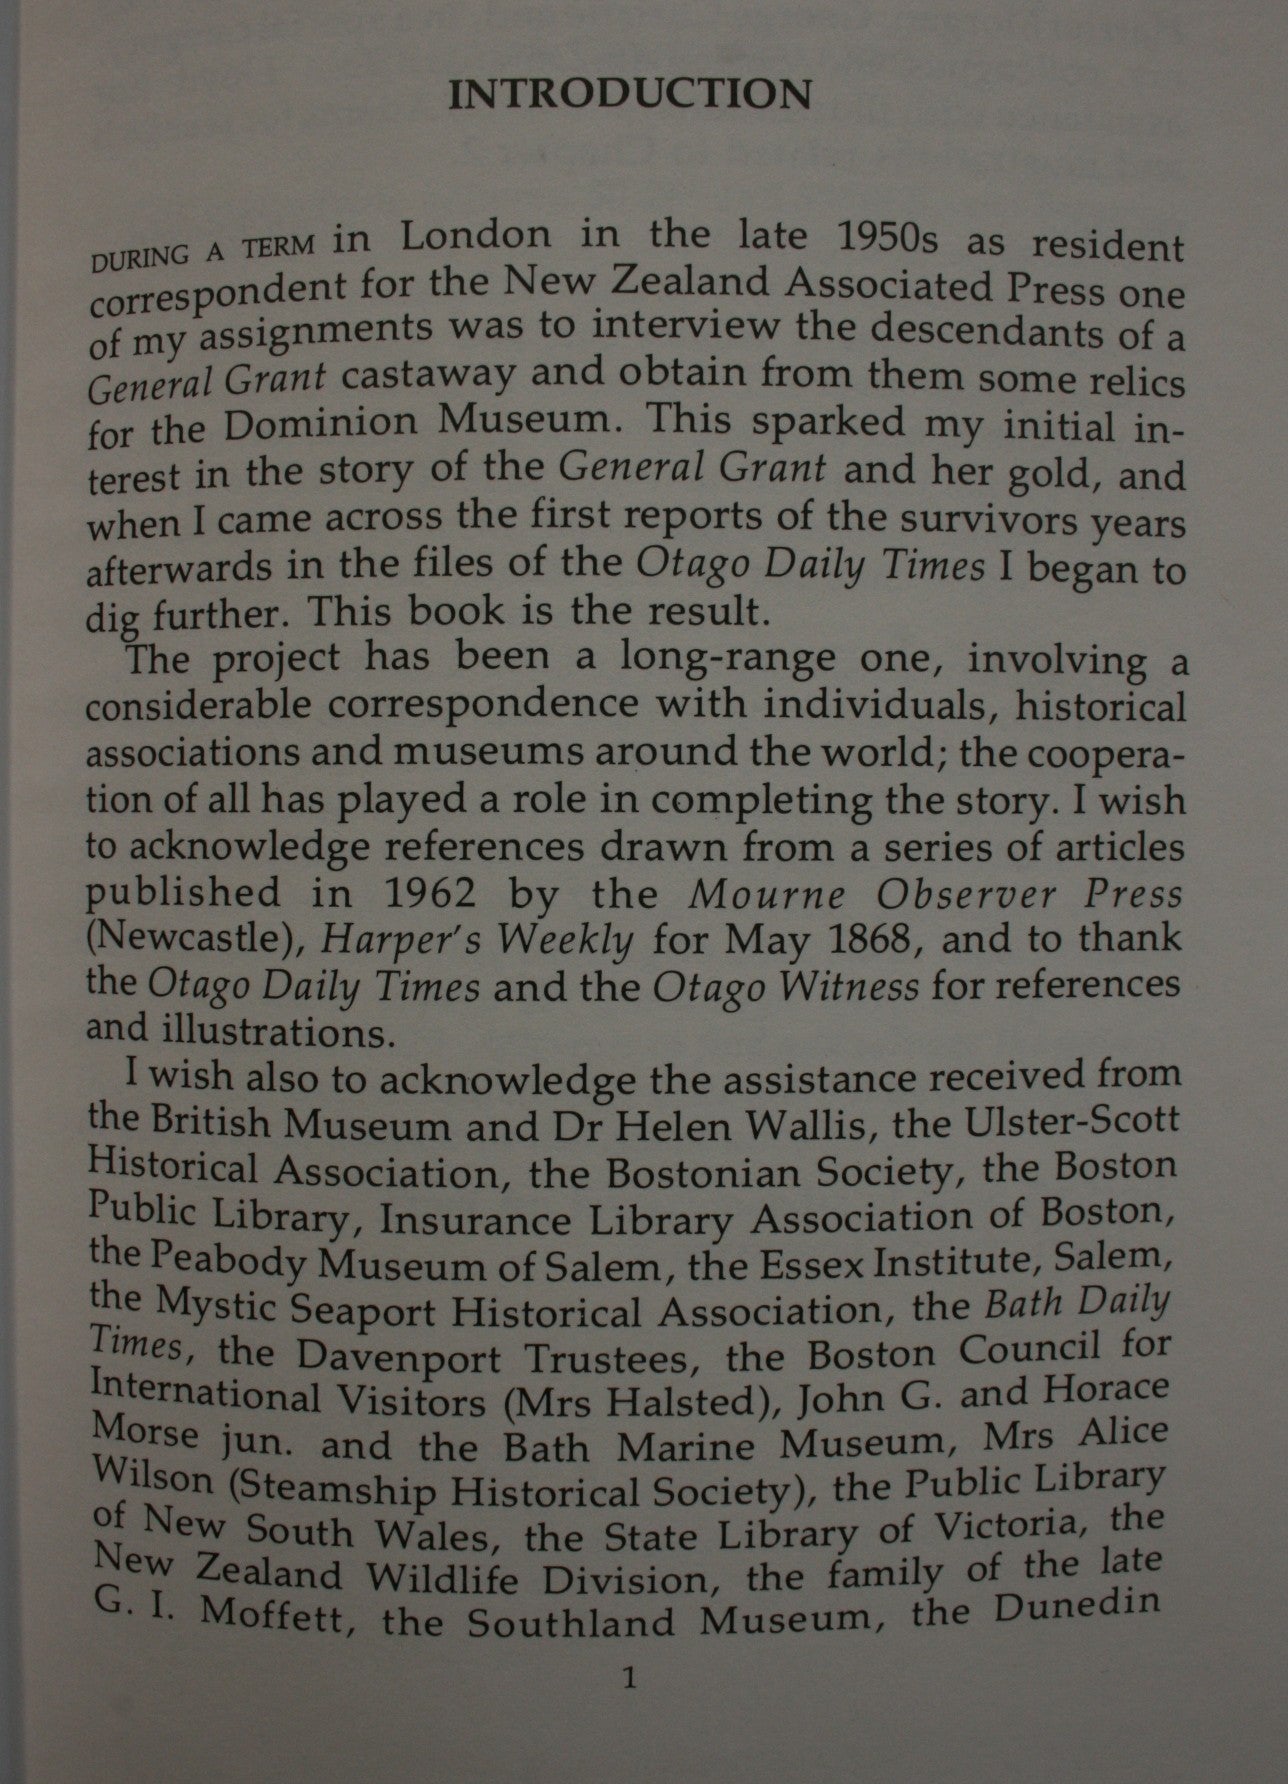 INTRODUCTION
DURING A TERM in London in the late 1950s as resident
correspondent for the New Zealand Associated Press one
of my assignments was to interview the descendants of a
General Grant castaway and obtain from them some relics
for the Dominion Museum. This sparked my initial in-
terest in the story of the General Grant and her gold, and
when I came across the first reports of the survivors years
afterwards in the files of the Otago Daily Times I began to
dig further. This book is the result.
The project has been a long-range one, involving a
considerable correspondence with individuals, historical
associations and museums around the world; the coopera-
tion of all has played a role in completing the story. I wish
to acknowledge references drawn from a series of articles
published in 1962 by the Mourne Observer Press
(Newcastle), Harper's Weekly for May 1868, and to thank
the Otago Daily Times and the Otago Witness for references
and illustrations.
I wish also to acknowledge the assistance received from
the British Museum and Dr Helen Wallis, the Ulster-Scott
Historical Association, the Bostonian Society, the Boston
Public Library, Insurance Library Association of Boston,
the Peabody Museum of Salem, the Essex Institute, Salem,
the Mystic Seaport Historical Association, the Bath Daily
Times, the Davenport Trustees, the Boston Council for
International Visitors (Mrs Halsted), John G. and Horace
Morse jun. and the Bath Marine Museum, Mrs Alice
Wilson (Steamship Historical Society), the Public Library
of New South Wales, the State Library of Victoria, the
New Zealand Wildlife Division, the family of the late
G. I. Moffett, the Southland Museum, the Dunedin
1